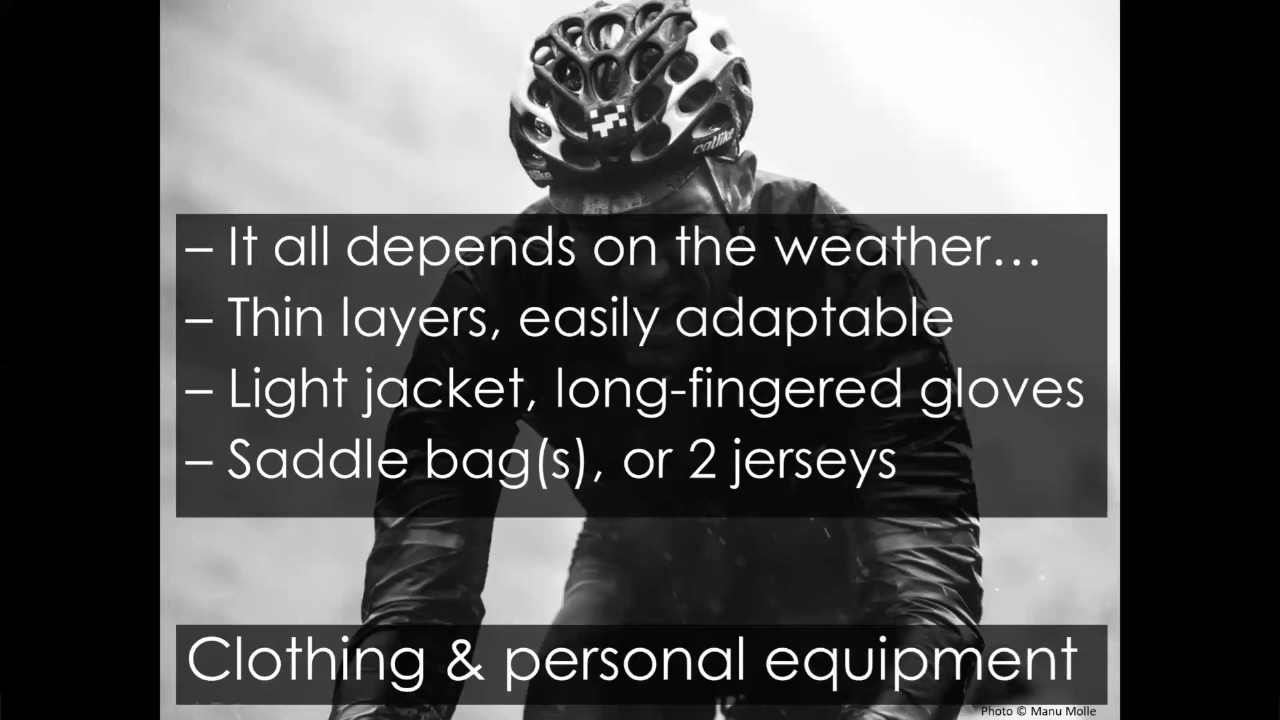 catlike
– It all depends on the weather…
– Thin layers, easily adaptable
– Light jacket, long-fingered gloves
– Saddle bag(s), or 2 jerseys
Clothing & personal equipment
Photo © Manu Molle